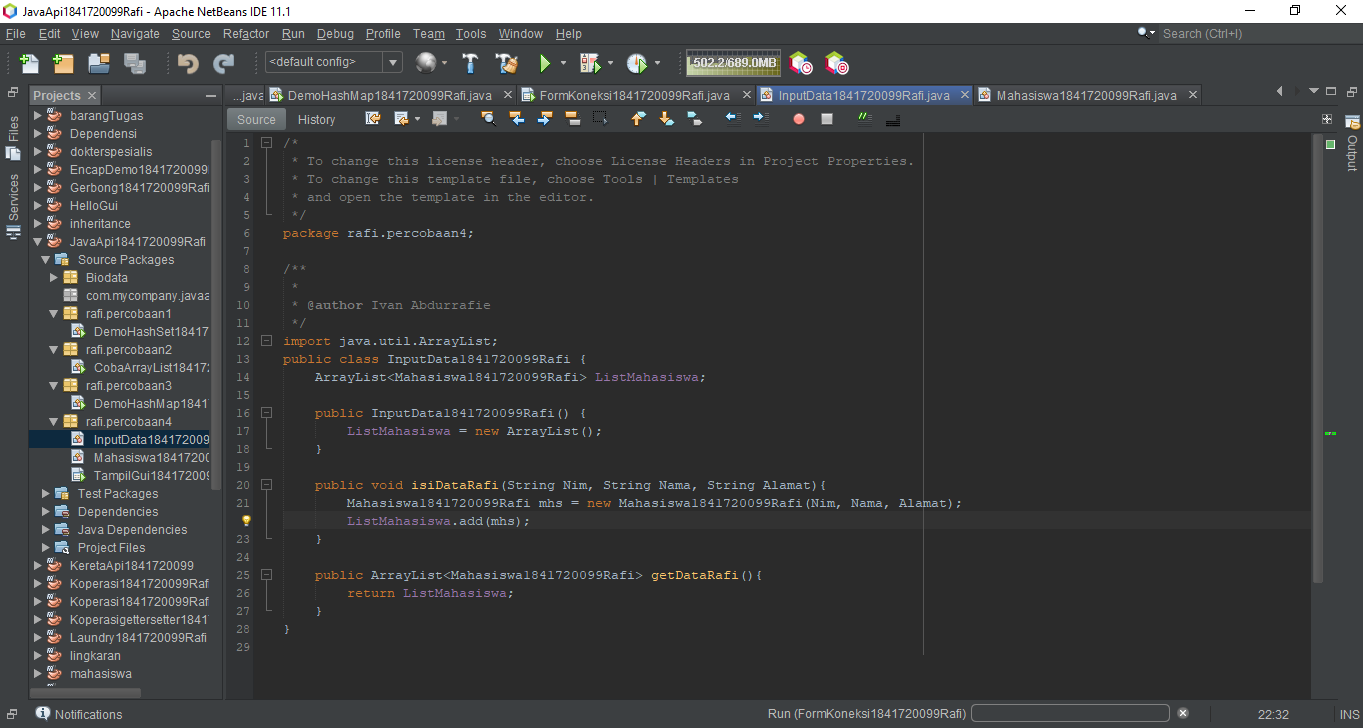 JavaApi1841720099Rafi - Apache NetBeans IDE 11.1
File Edit View Navigate Source Refactor Run Debug Profile Team Tools Window Help
Search (Ctrl+I)
<default config>
502.2/689.0MB
Projects
...java
DemoHashMap1841720099Rafi.java
FormKoneksi1841720099Rafi.java
InputData1841720099Rafi.java
Mahasiswa1841720099Rafi.java
Source
History
Files
Services
Output
barangTugas
Dependensi
dokterspesialis
EncapDemo1841720099
Gerbong1841720099Rafi
HelloGui
inheritance
JavaApi1841720099Rafi
Source Packages
Biodata
com.mycompany.javaa
rafi.percobaan1
DemoHashSet18417
rafi.percobaan2
CobaArrayList18417
rafi.percobaan3
DemoHashMap1841
rafi.percobaan4
InputData184172009
Mahasiswa18417200
TampilGui184172009
Test Packages
Dependencies
Java Dependencies
Project Files
KeretaApi1841720099
Koperasi1841720099Raf
Koperasi1841720099Raf
Koperasigettersetter1841
Laundry1841720099Rafi
lingkaran
mahasiswa
1 /*
2 * To change this license header, choose License Headers in Project Properties.
3 * To change this template file, choose Tools | Templates
4 * and open the template in the editor.
5 */
6 package rafi.percobaan4;
7
8 /**
9 *
10 * @author Ivan Abdurrafie
11 */
12 import java.util.ArrayList;
13 public class InputData1841720099Rafi {
14 ArrayList<Mahasiswa1841720099Rafi> ListMahasiswa;
15
16 public InputData1841720099Rafi() {
17 ListMahasiswa = new ArrayList();
18 }
19
20 public void isiDataRafi(String Nim, String Nama, String Alamat){
21 Mahasiswa1841720099Rafi mhs = new Mahasiswa1841720099Rafi(Nim, Nama, Alamat);
ListMahasiswa.add(mhs);
23 }
24
25 public ArrayList<Mahasiswa1841720099Rafi> getDataRafi(){
26 return ListMahasiswa;
27 }
28 }
29
Notifications
Run (FormKoneksi1841720099Rafi)
22:32
INS